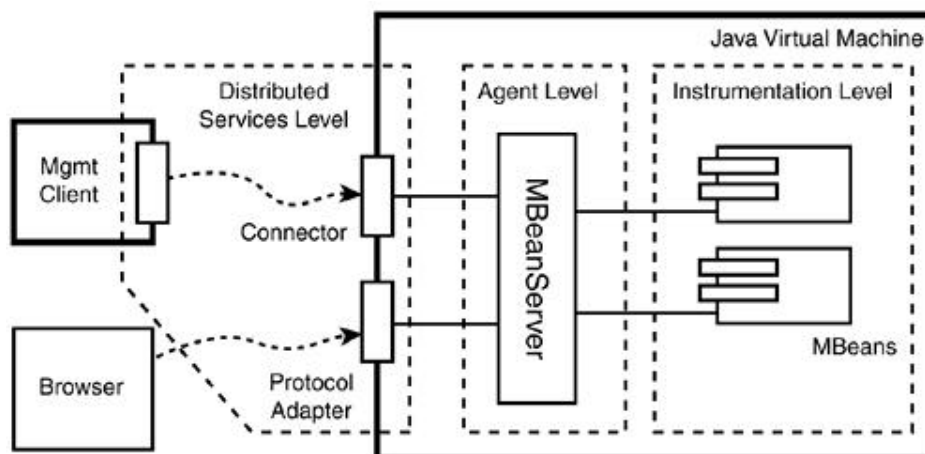 Java Virtual Machine
Distributed
Services Level
Agent Level
Instrumentation Level
Mgmt
Client
Connector
MBeanServer
MBeans
Browser
Protocol
Adapter